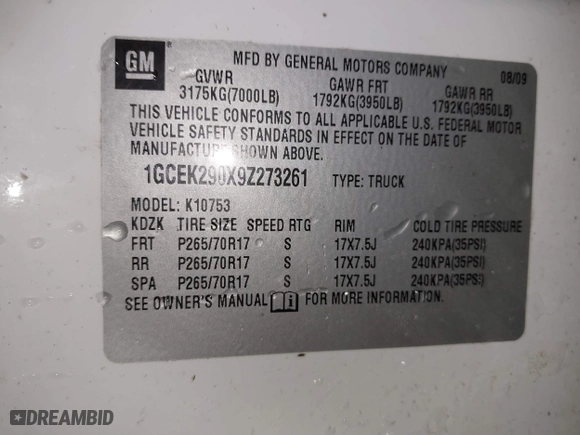 GM
MFD BY GENERAL MOTORS COMPANY 08/09
GVWR GAWR FRT GAWR RR
3175KG(7000LB) 1792KG(3950LB) 1792KG(3950LB)
THIS VEHICLE CONFORMS TO ALL APPLICABLE U.S. FEDERAL MOTOR
VEHICLE SAFETY STANDARDS IN EFFECT ON THE DATE OF
MANUFACTURE SHOWN ABOVE.
1GCEK290X9Z273261 TYPE: TRUCK
MODEL: K10753
KDZK TIRE SIZE SPEED RTG RIM COLD TIRE PRESSURE
FRT P265/70R17 S 17X7.5J 240KPA(35PSI)
RR P265/70R17 S 17X7.5J 240KPA(35PSI)
SPA P265/70R17 S 17X7.5J 240KPA(35PSI)
SEE OWNER'S MANUAL FOR MORE INFORMATION.
DREAMBID